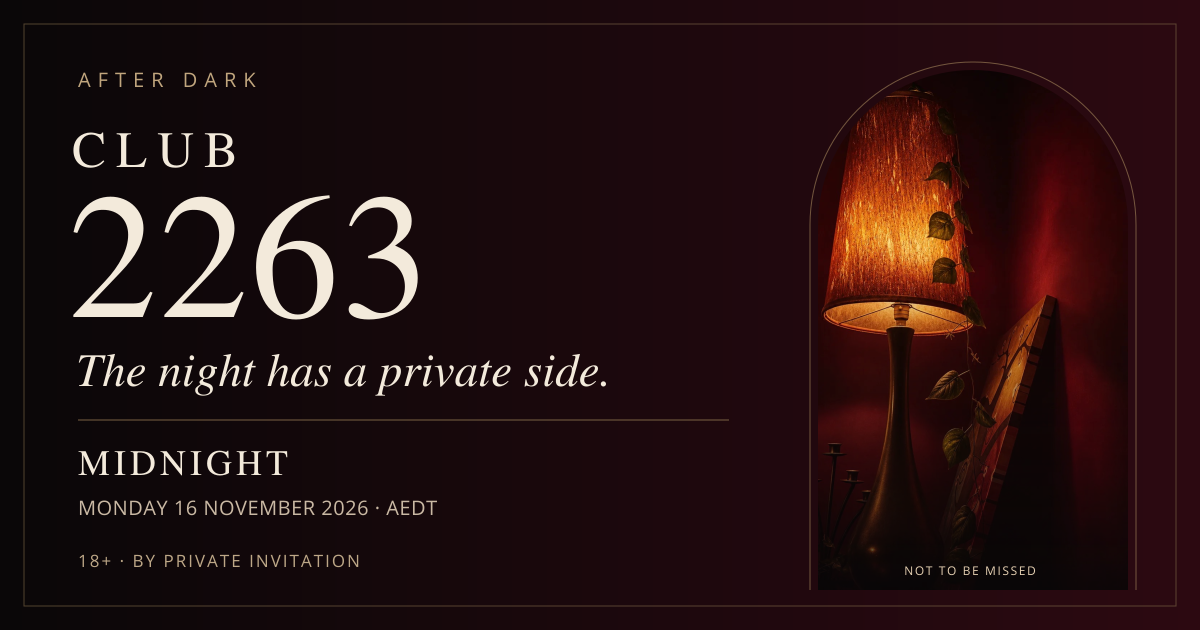 AFTER DARK
CLUB
2263
The night has a private side.
MIDNIGHT
MONDAY 16 NOVEMBER 2026 · AEDT
18+ · BY PRIVATE INVITATION
NOT TO BE MISSED